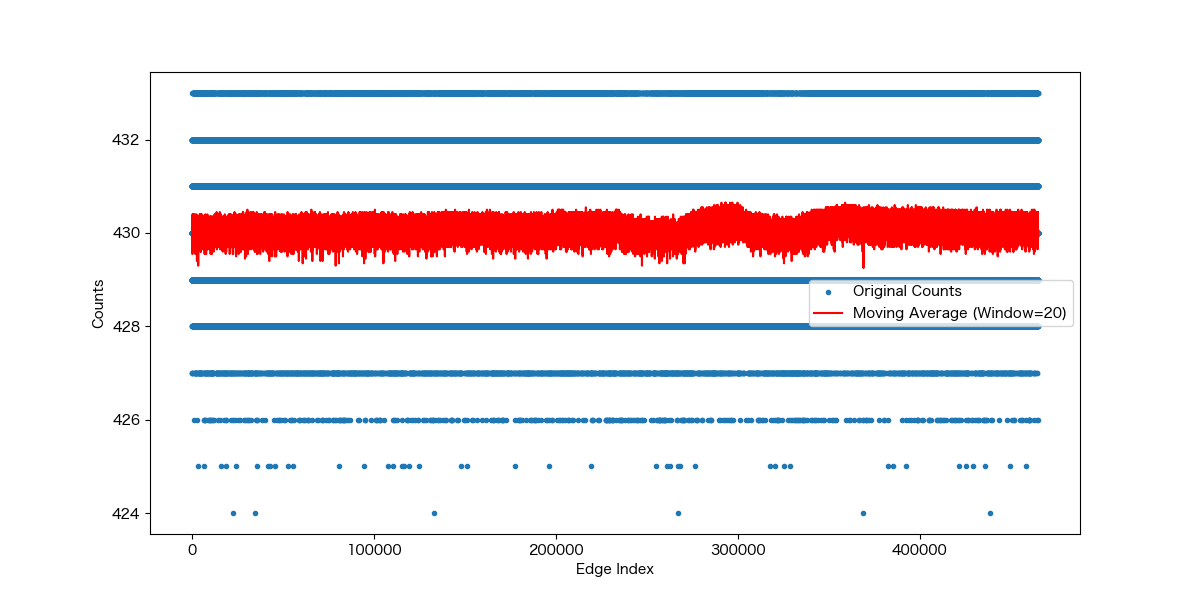 432
430
428
426
424
Counts
0
100000
200000
300000
400000
Edge Index
Original Counts
Moving Average (Window=20)